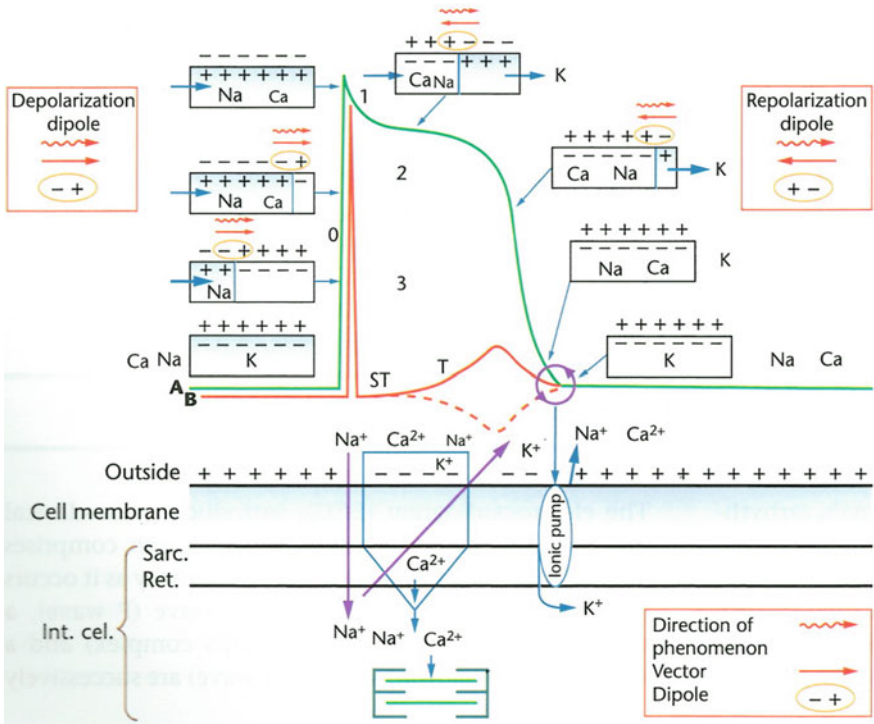 Depolarization
dipole
− +
− − − − − −
+ + + + + +
Na Ca
− − − − − +
+ + + + + −
Na Ca
− − + + + +
+ + − − − −
Na
+ + + + + +
− − − − − −
K
Ca Na
A
B
0
1
2
3
+ + + − − −
− − − + + +
Ca Na
K
+ + + + + −
− − − − − +
Ca Na
K
Repolarization
dipole
+ −
+ + + + + +
− − − − − −
Na Ca
K
+ + + + + +
− − − − − −
K
Na Ca
ST
T
Na⁺ Ca²⁺ Na⁺
K⁺
K⁺
Na⁺ Ca²⁺
Outside
+ + + + + + + + + − − − − − − + + + + + + + + + + + + + +
Cell membrane
Sarc.
Ret.
Int. cel.
Ionic pump
Ca²⁺
K⁺
Na⁺
Na⁺ Ca²⁺
Direction of
phenomenon
Vector
Dipole
− +